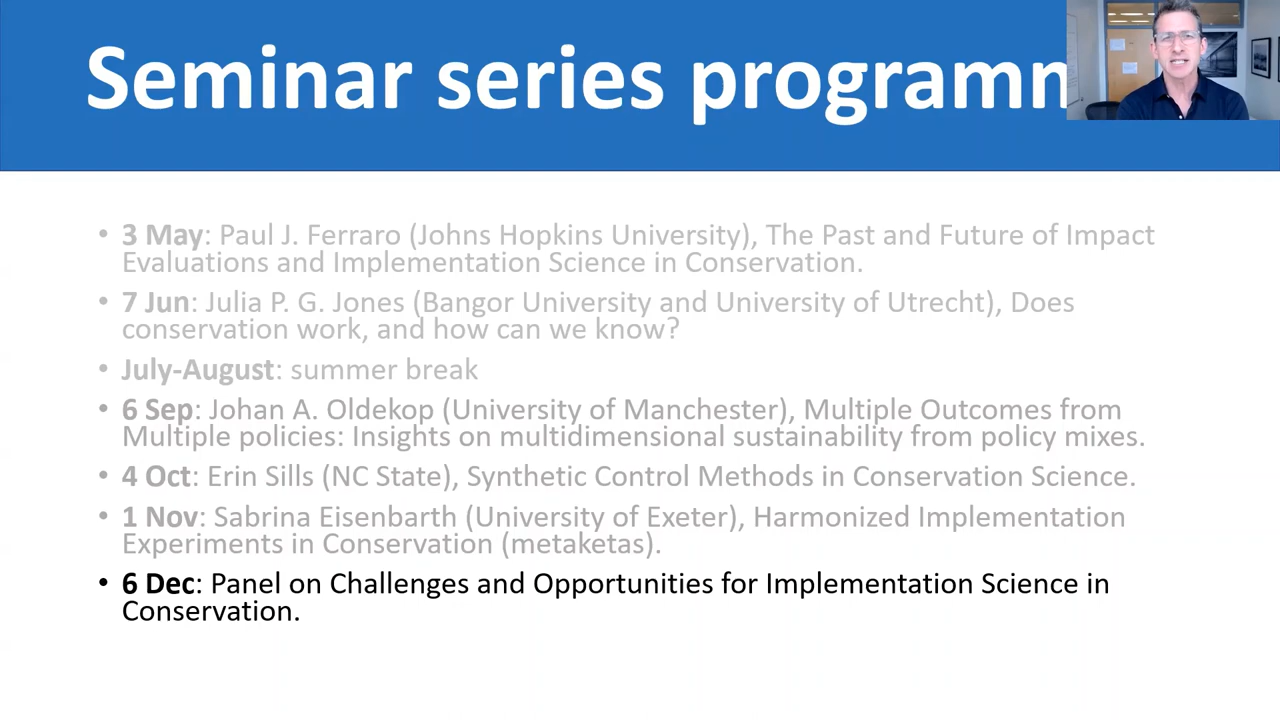 Seminar series programm
• 3 May: Paul J. Ferraro (Johns Hopkins University), The Past and Future of Impact
Evaluations and Implementation Science in Conservation.
• 7 Jun: Julia P. G. Jones (Bangor University and University of Utrecht), Does
conservation work, and how can we know?
• July-August: summer break
• 6 Sep: Johan A. Oldekop (University of Manchester), Multiple Outcomes from
Multiple policies: Insights on multidimensional sustainability from policy mixes.
• 4 Oct: Erin Sills (NC State), Synthetic Control Methods in Conservation Science.
• 1 Nov: Sabrina Eisenbarth (University of Exeter), Harmonized Implementation
Experiments in Conservation (metaketas).
• 6 Dec: Panel on Challenges and Opportunities for Implementation Science in
Conservation.